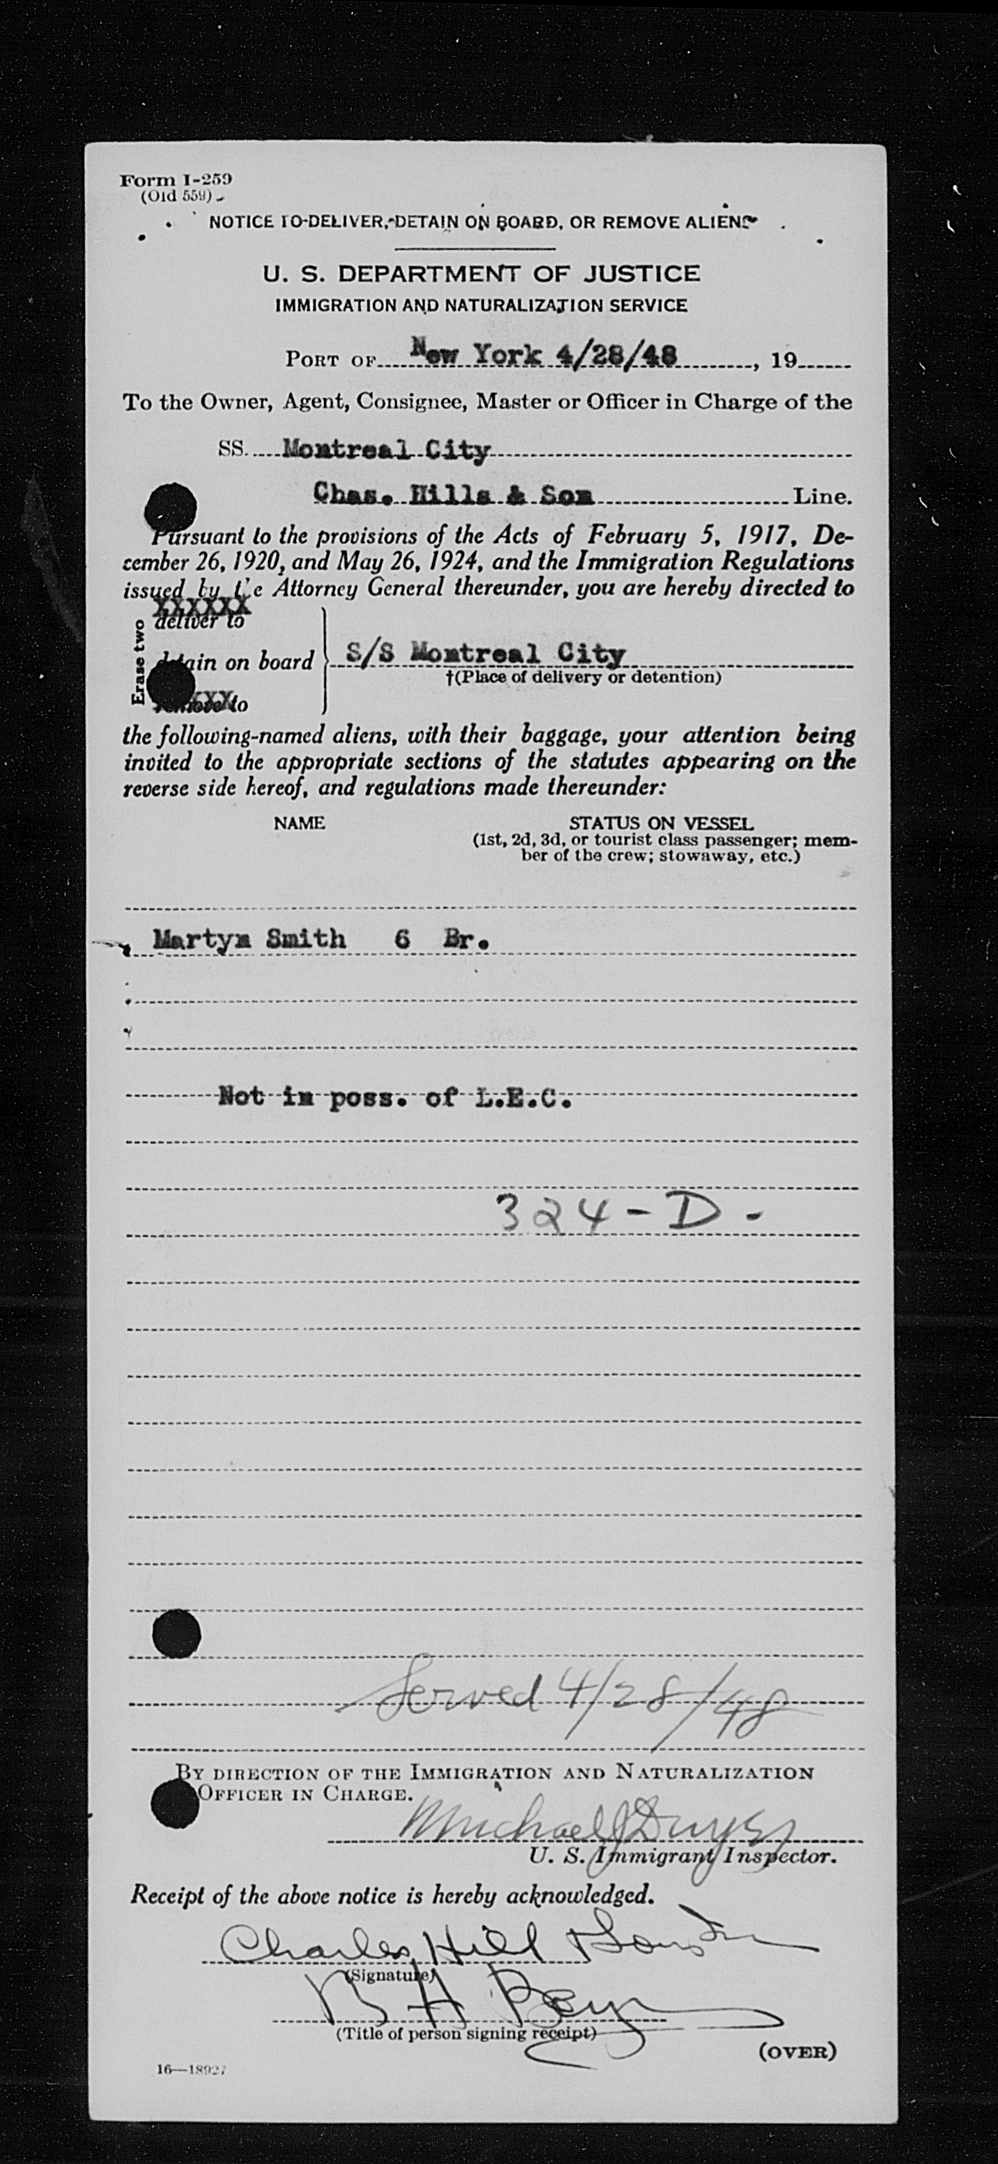 Form I-259
(Old 559)
NOTICE TO DELIVER, DETAIN ON BOARD, OR REMOVE ALIENS
U. S. DEPARTMENT OF JUSTICE
IMMIGRATION AND NATURALIZATION SERVICE
PORT OF New York 4/28/48, 19
To the Owner, Agent, Consignee, Master or Officer in Charge of the
SS. Montreal City
Chas. Hills & Son Line.
Pursuant to the provisions of the Acts of February 5, 1917, De-
cember 26, 1920, and May 26, 1924, and the Immigration Regulations
issued by the Attorney General thereunder, you are hereby directed to
XXXXXX
deliver to
Erase two
detain on board } S/S Montreal City
†(Place of delivery or detention)
remove to
the following-named aliens, with their baggage, your attention being
invited to the appropriate sections of the statutes appearing on the
reverse side hereof, and regulations made thereunder:
NAME STATUS ON VESSEL
(1st, 2d, 3d, or tourist class passenger; mem-
ber of the crew; stowaway, etc.)
Martyn Smith 6 Br.
Not in poss. of L.E.C.
324-D-
Served 4/28/48
BY DIRECTION OF THE IMMIGRATION AND NATURALIZATION
OFFICER IN CHARGE.
Michael J Dwyer
U. S. Immigrant Inspector.
Receipt of the above notice is hereby acknowledged.
Charles Hill
(Signature)
(Title of person signing receipt)
(OVER)
16—18927